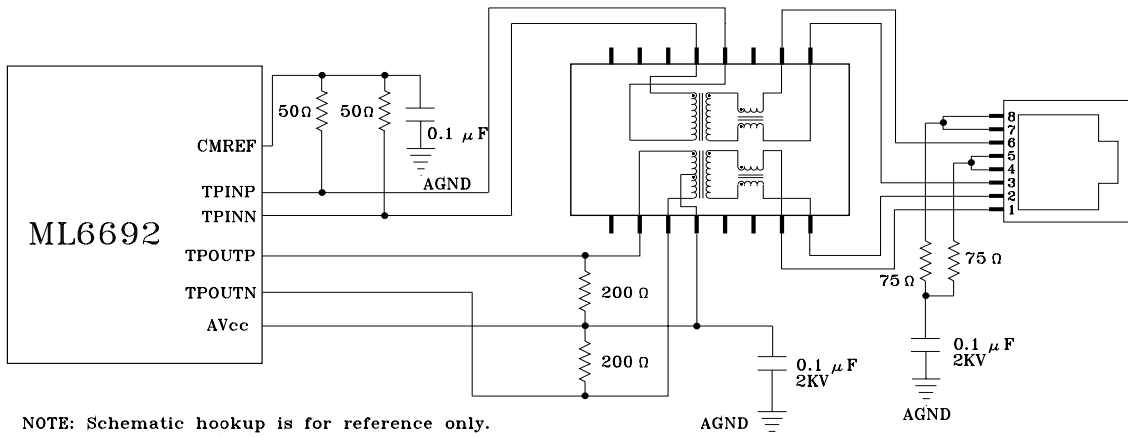 50Ω
50Ω
0.1 μF
AGND
CMREF
TPINP
TPINN
ML6692
TPOUTP
TPOUTN
AVcc
200 Ω
200 Ω
0.1 μF
2KV
AGND
8
7
6
5
4
3
2
1
75 Ω
75 Ω
0.1 μF
2KV
AGND
NOTE: Schematic hookup is for reference only.